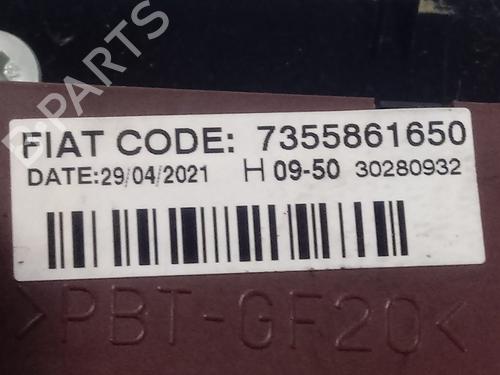 B-PARTS
FIAT CODE: 7355861650
DATE:29/04/2021 H 09-50 30280932
>PBT-GF20<